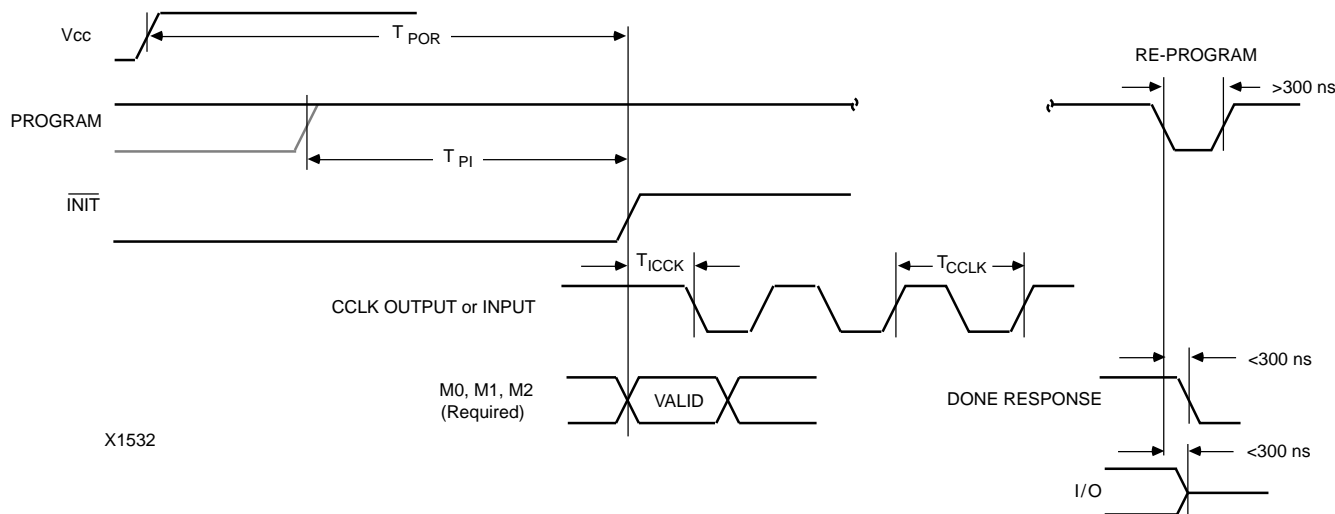 Vcc
T POR
RE-PROGRAM
>300 ns
PROGRAM
T PI
INIT
T ICCK
T CCLK
CCLK OUTPUT or INPUT
<300 ns
M0, M1, M2
(Required)
VALID
DONE RESPONSE
X1532
<300 ns
I/O